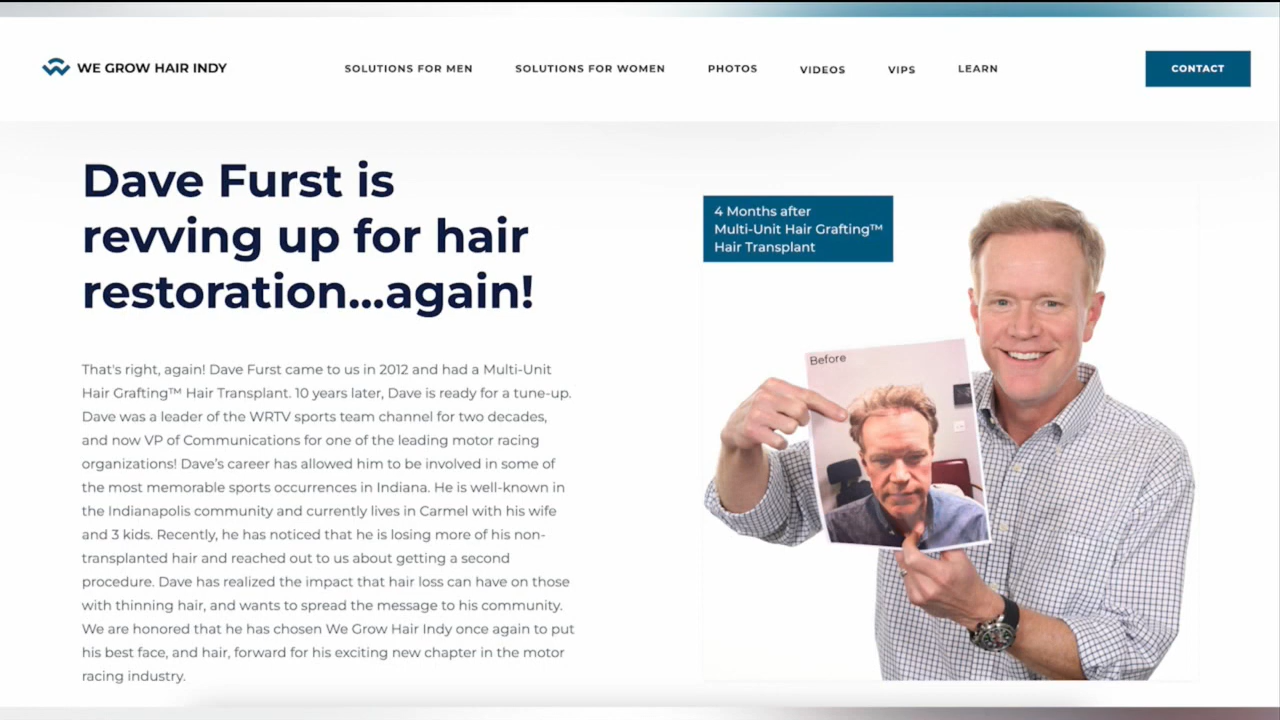 WE GROW HAIR INDY
SOLUTIONS FOR MEN
SOLUTIONS FOR WOMEN
PHOTOS
VIDEOS
VIPS
LEARN
CONTACT
Dave Furst is
revving up for hair
restoration...again!
That's right, again! Dave Furst came to us in 2012 and had a Multi-Unit
Hair Grafting™ Hair Transplant. 10 years later, Dave is ready for a tune-up.
Dave was a leader of the WRTV sports team channel for two decades,
and now VP of Communications for one of the leading motor racing
organizations! Dave's career has allowed him to be involved in some of
the most memorable sports occurrences in Indiana. He is well-known in
the Indianapolis community and currently lives in Carmel with his wife
and 3 kids. Recently, he has noticed that he is losing more of his non-
transplanted hair and reached out to us about getting a second
procedure. Dave has realized the impact that hair loss can have on those
with thinning hair, and wants to spread the message to his community.
We are honored that he has chosen We Grow Hair Indy once again to put
his best face, and hair, forward for his exciting new chapter in the motor
racing industry.
4 Months after
Multi-Unit Hair Grafting™
Hair Transplant
Before